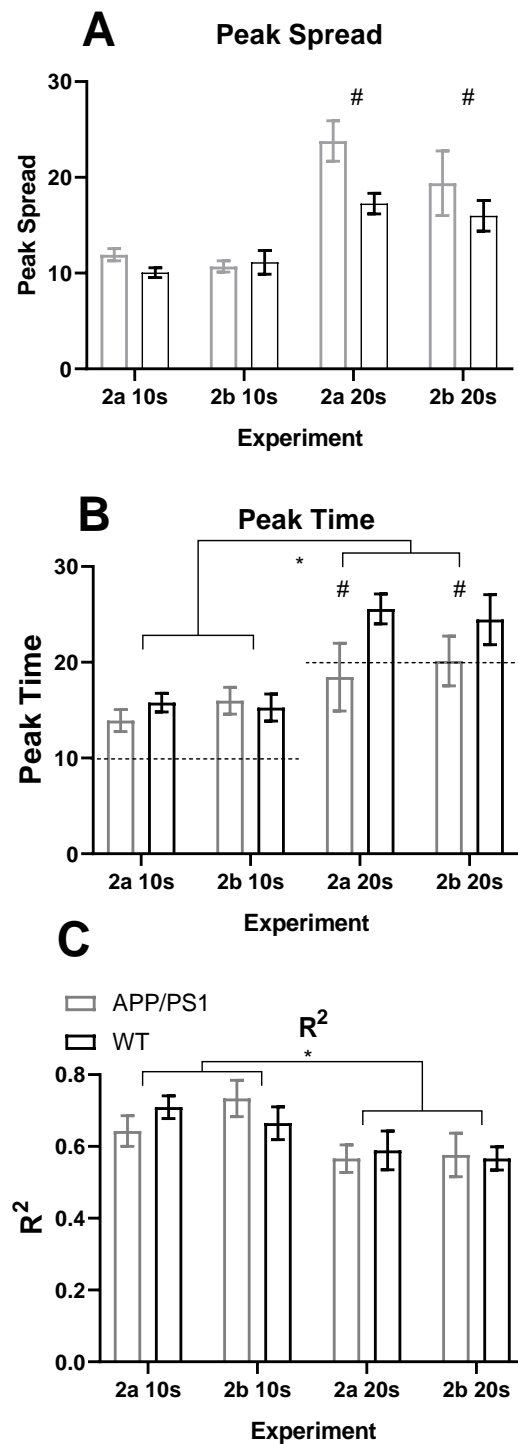 A
Peak Spread
Peak Spread
30
# #
20
10
0
2a 10s 2b 10s 2a 20s 2b 20s
Experiment
B
Peak Time
Peak Time
30
*
# #
20
10
0
2a 10s 2b 10s 2a 20s 2b 20s
Experiment
C
APP/PS1
WT
R²
*
R²
0.8
0.6
0.4
0.2
0.0
2a 10s 2b 10s 2a 20s 2b 20s
Experiment